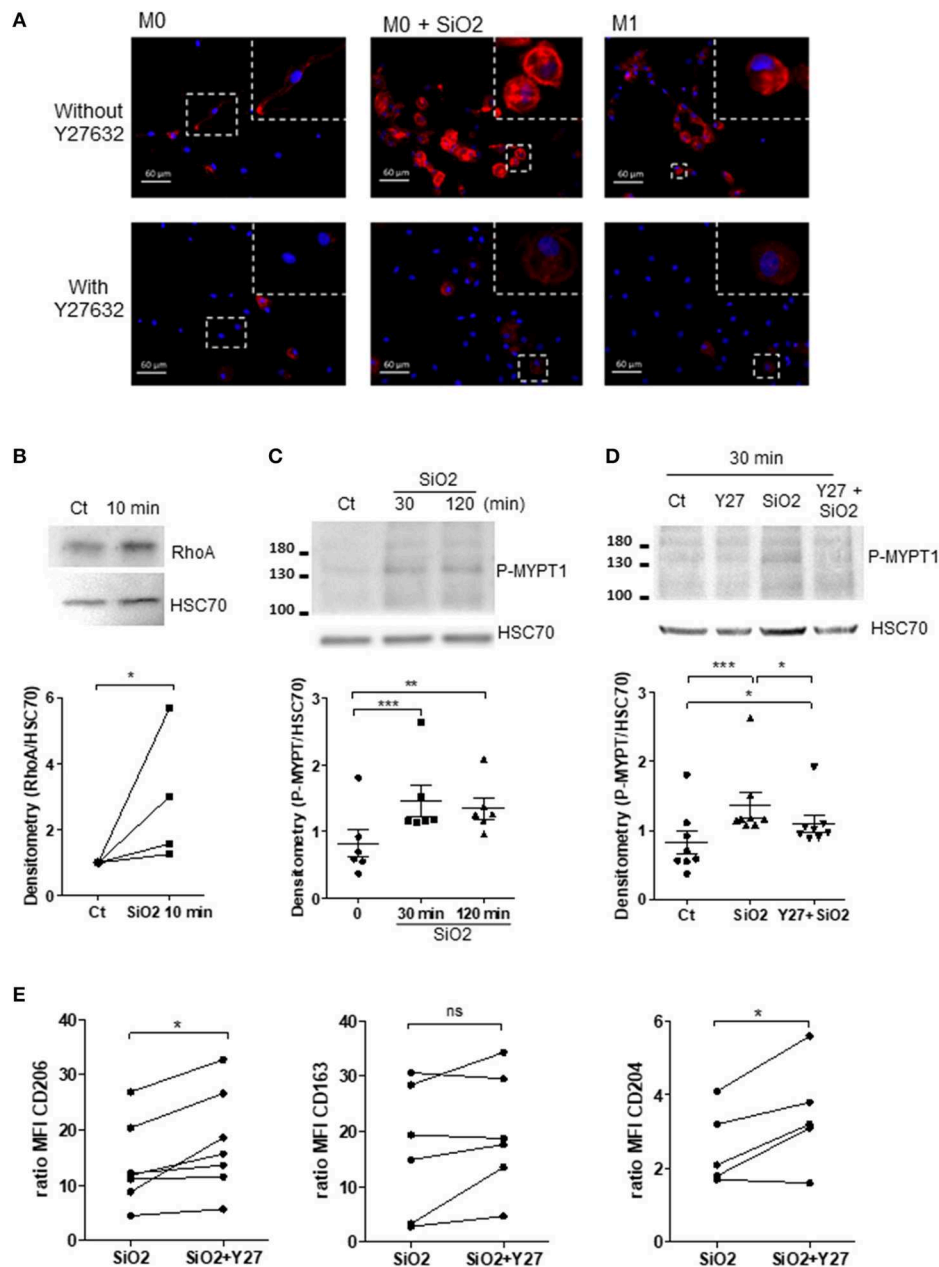 A
M0
M0 + SiO2
M1
Without
Y27632
60 µm
60 µm
60 µm
With
Y27632
60 µm
60 µm
60 µm
B
Ct 10 min
RhoA
HSC70
*
Densitometry (RhoA/HSC70)
6
4
2
0
Ct
SiO2 10 min
C
SiO2
Ct 30 120 (min)
180
130
100
P-MYPT1
HSC70
**
***
Densitometry (P-MYPT/HSC70)
3
2
1
0
0
30 min
120 min
SiO2
D
30 min
Ct Y27 SiO2 Y27 +
SiO2
180
130
100
P-MYPT1
HSC70
*** *
*
Densitometry (P-MYPT/HSC70)
3
2
1
0
Ct
SiO2
Y27+ SiO2
E
ratio MFI CD206
40
30
20
10
0
*
SiO2
SiO2+Y27
ratio MFI CD163
40
30
20
10
0
ns
SiO2
SiO2+Y27
ratio MFI CD204
6
4
2
0
*
SiO2
SiO2+Y27